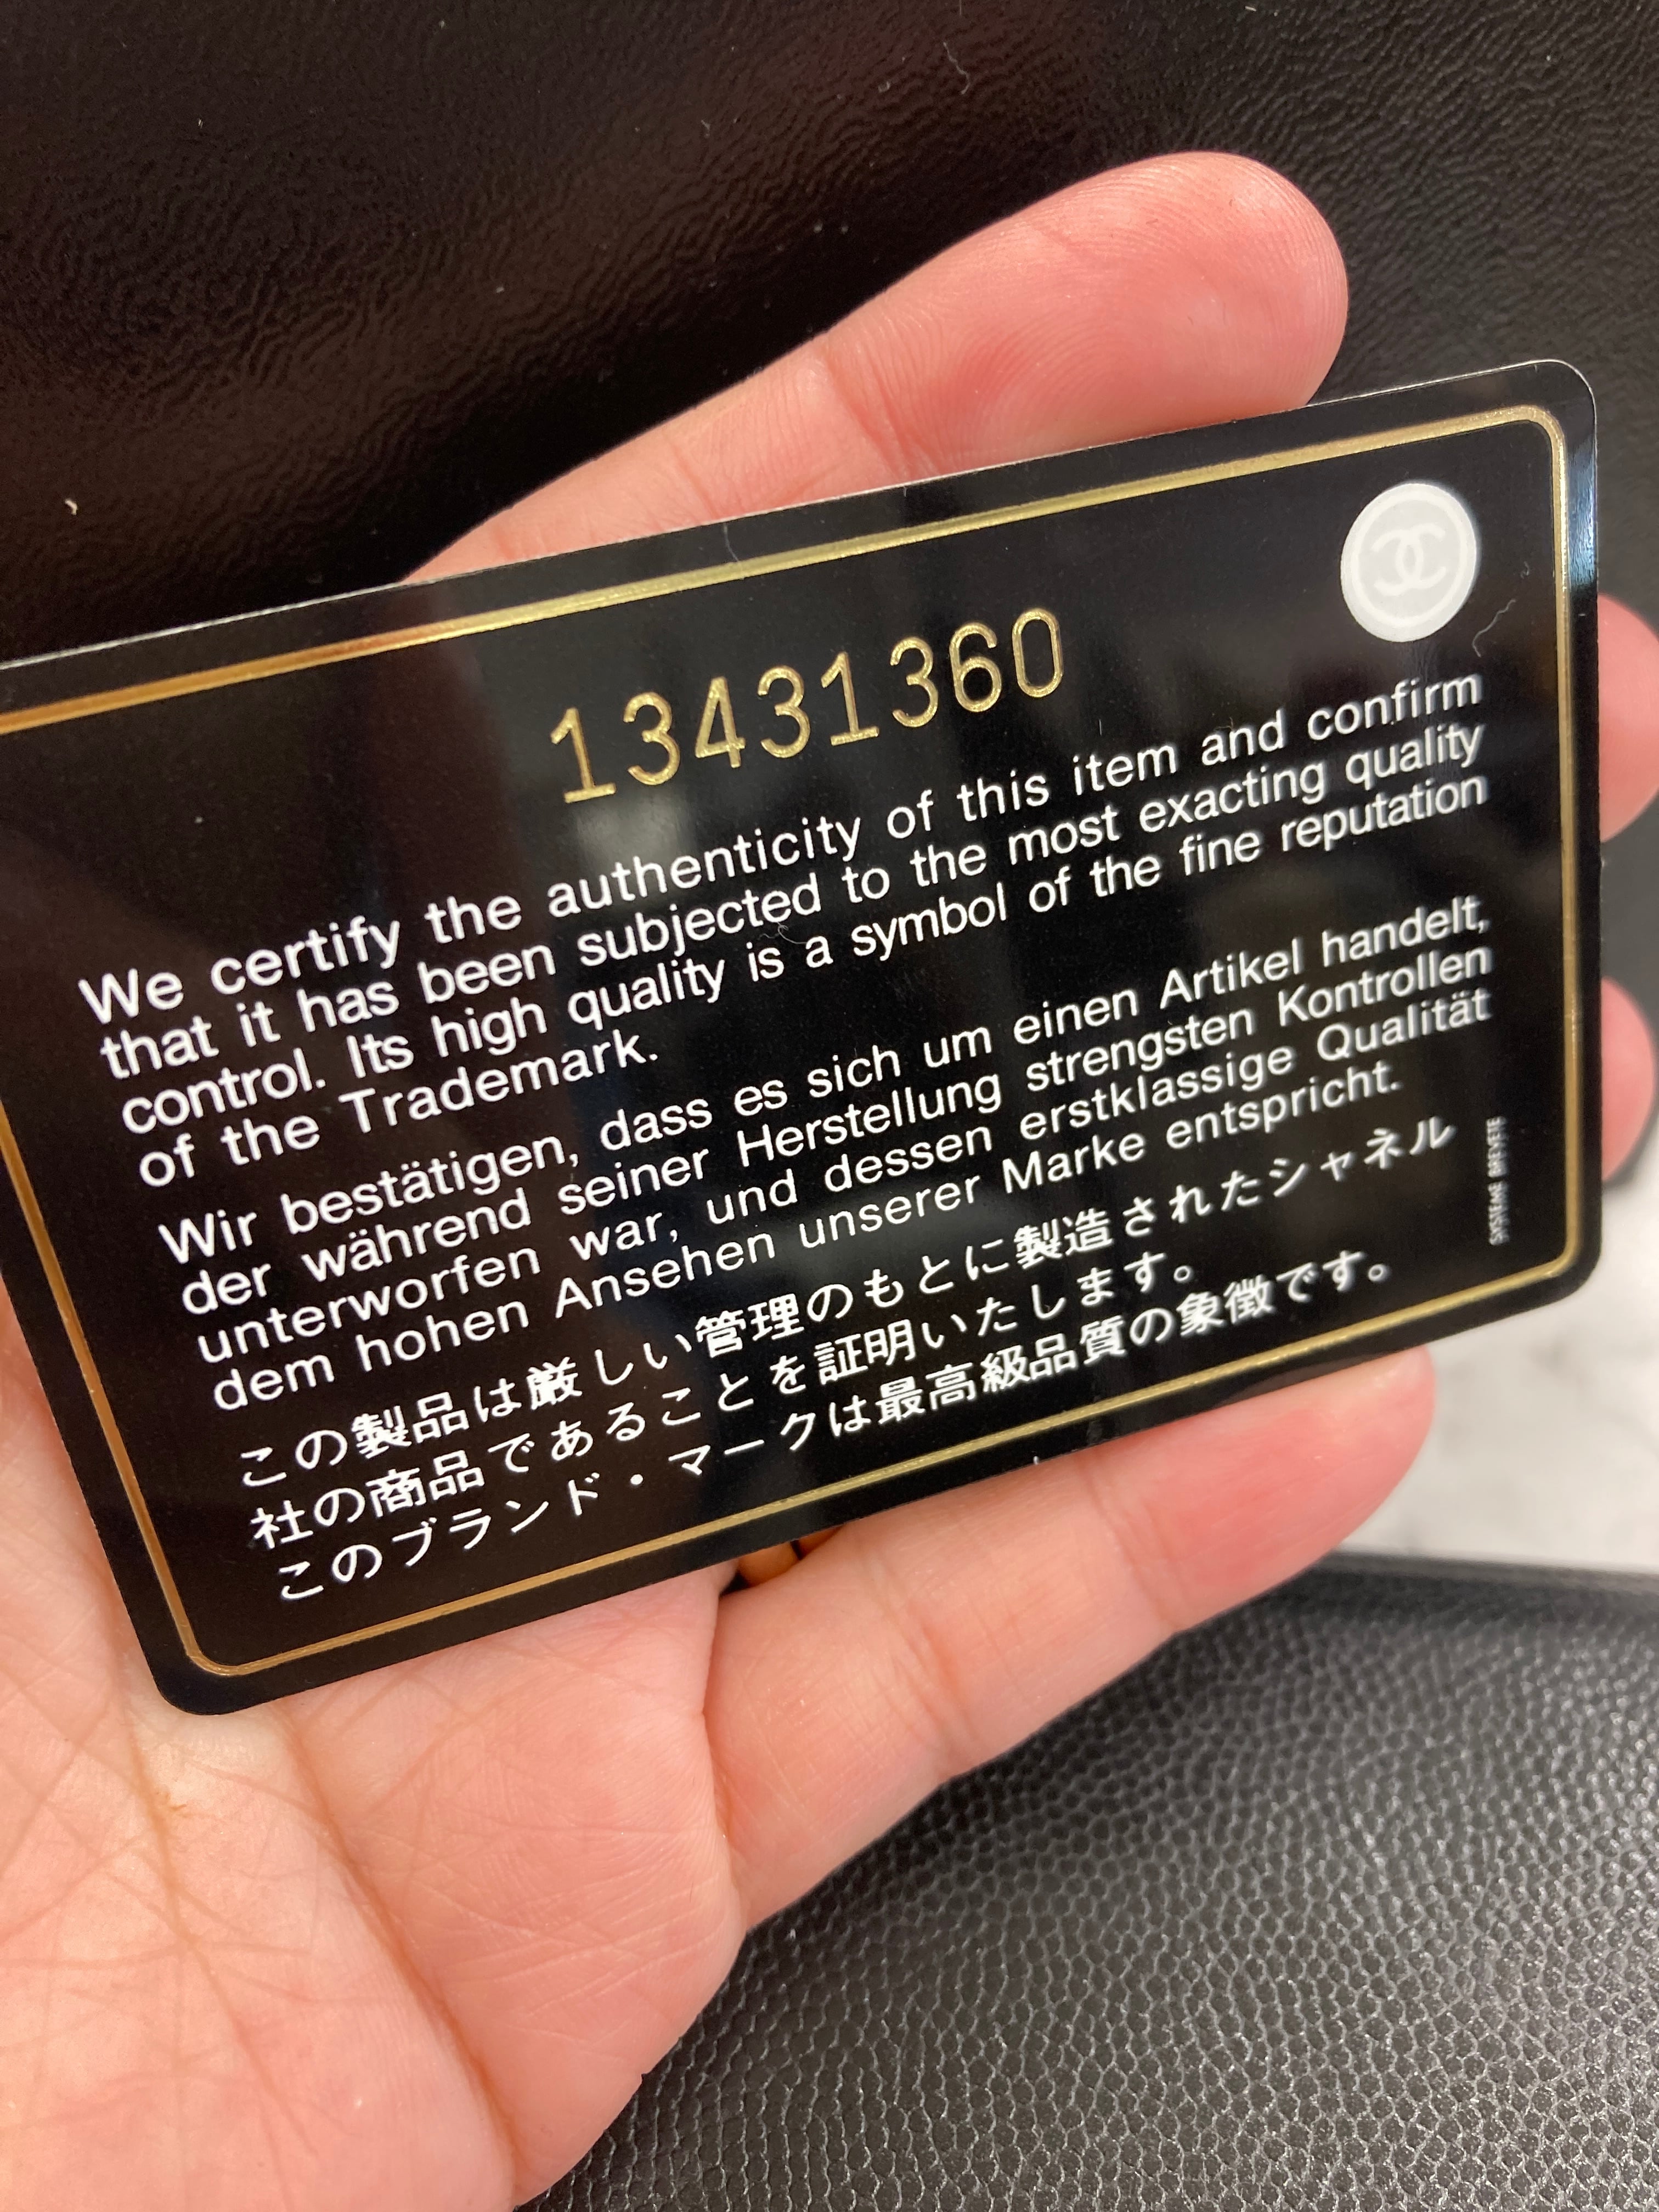 13431360
We certify the authenticity of this item and confirm
that it has been subjected to the most exacting quality
control. Its high quality is a symbol of the fine reputation
of the Trademark.
Wir bestätigen, dass es sich um einen Artikel handelt,
der während seiner Herstellung strengsten Kontrollen
unterworfen war, und dessen erstklassige Qualität
dem hohen Ansehen unserer Marke entspricht.
この製品は厳しい管理のもとに製造されたシャネル
社の商品であることを証明いたします。
このブランド・マークは最高級品質の象徴です。
SYSTEME BREVETE